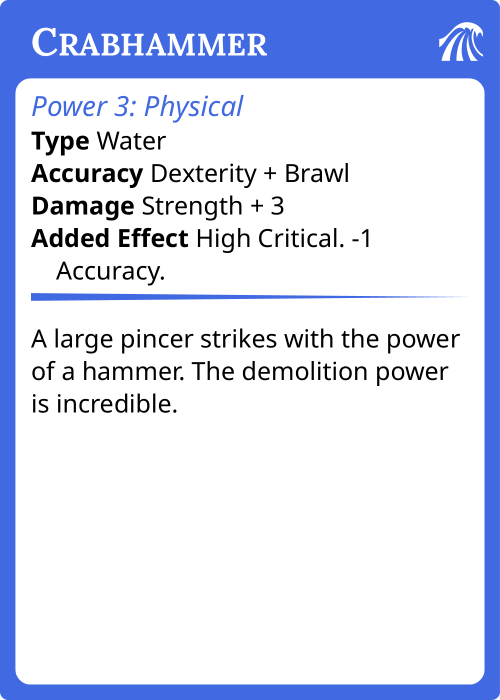 CRABHAMMER
Power 3: Physical
Type Water
Accuracy Dexterity + Brawl
Damage Strength + 3
Added Effect High Critical. -1
Accuracy.
A large pincer strikes with the power
of a hammer. The demolition power
is incredible.